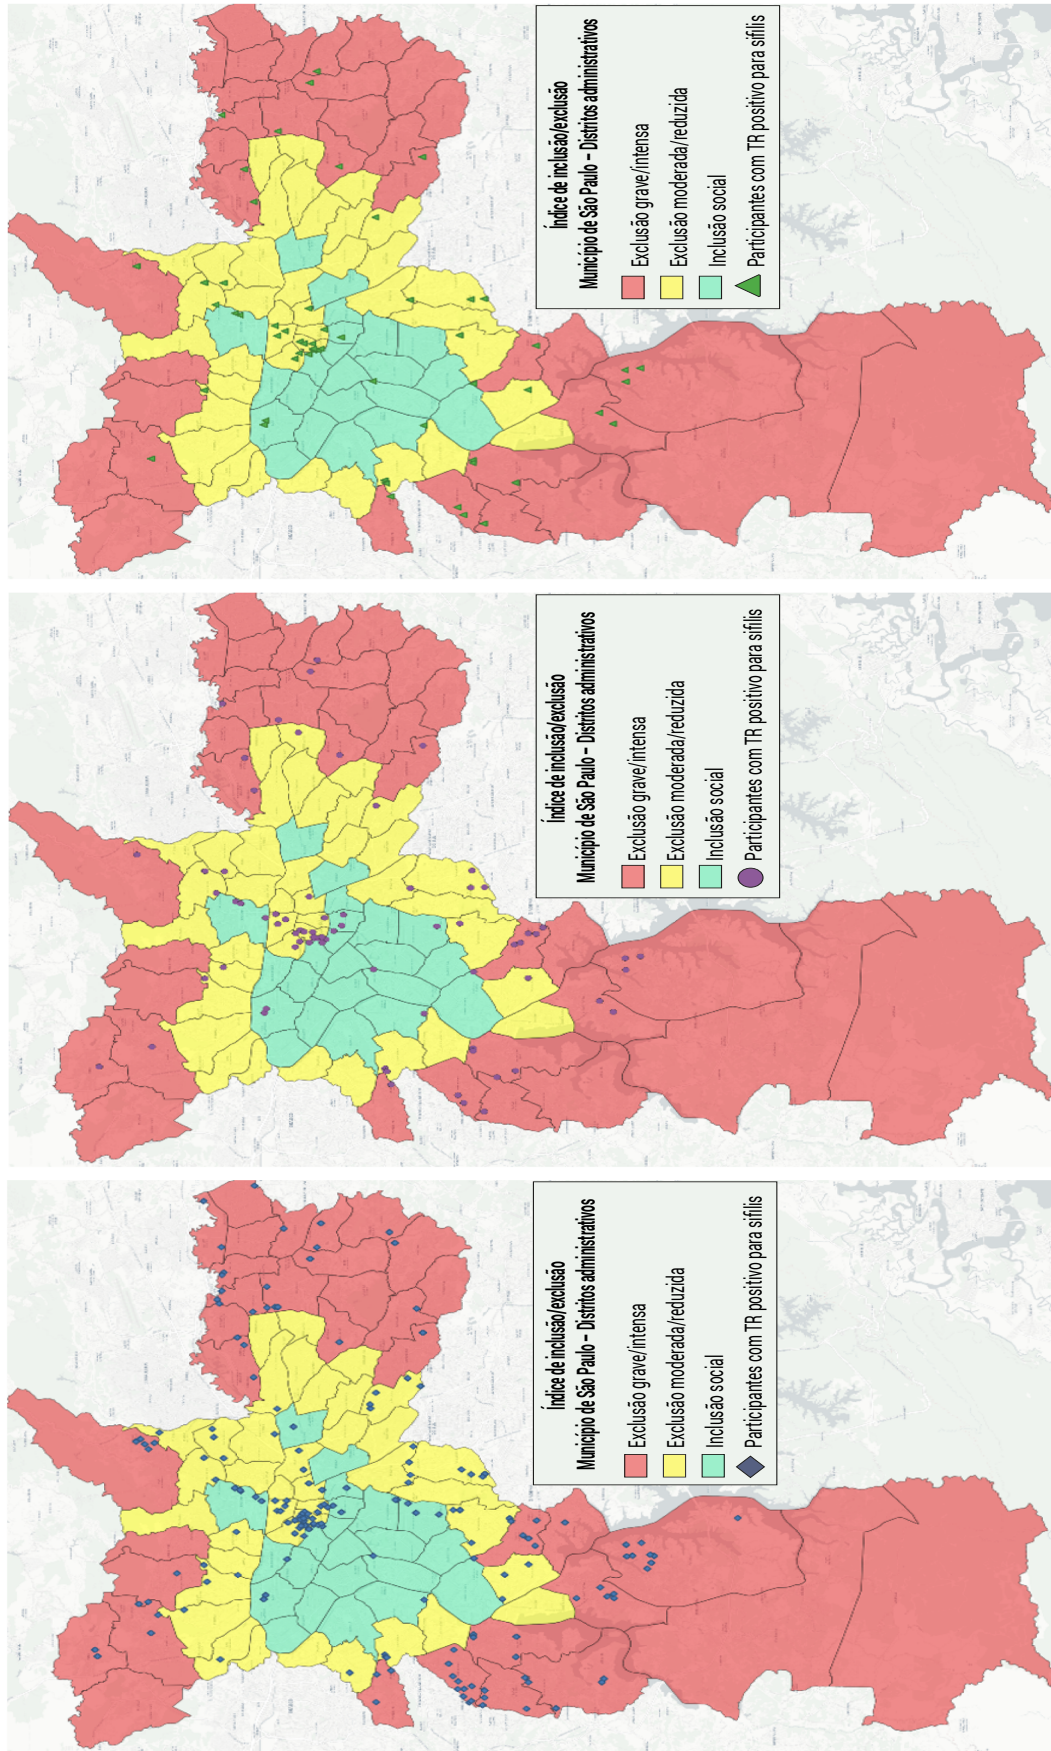 Índice de inclusão/exclusão
Município de São Paulo – Distritos administrativos
Exclusão grave/intensa
Exclusão moderada/reduzida
Inclusão social
Participantes com TR positivo para sífilis
Índice de inclusão/exclusão
Município de São Paulo – Distritos administrativos
Exclusão grave/intensa
Exclusão moderada/reduzida
Inclusão social
Participantes com TR positivo para sífilis
Índice de inclusão/exclusão
Município de São Paulo – Distritos administrativos
Exclusão grave/intensa
Exclusão moderada/reduzida
Inclusão social
Participantes com TR positivo para sífilis